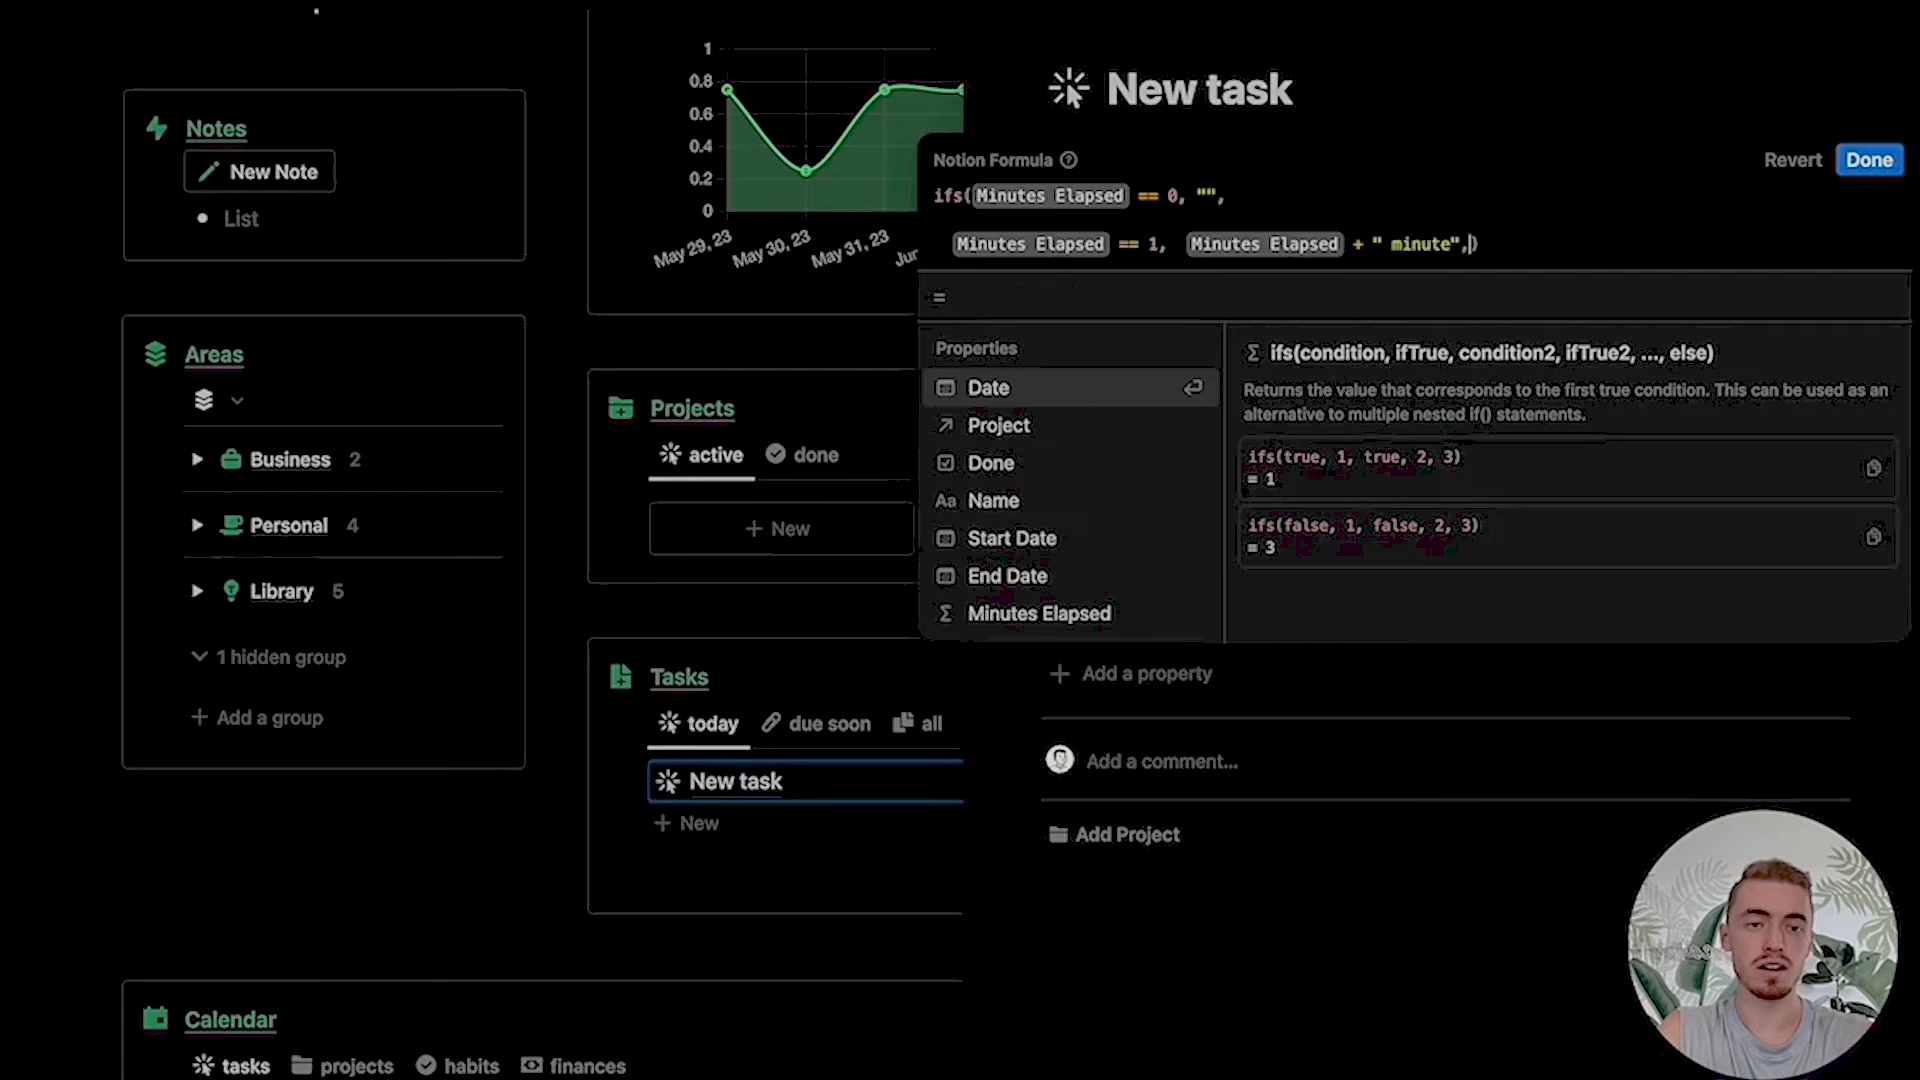 Notes
New Note
List
Areas
Business 2
Personal 4
Library 5
1 hidden group
+ Add a group
1
0.8
0.6
0.4
0.2
0
May 29, 23
May 30, 23
May 31, 23
Jun
Projects
active
done
+ New
Tasks
today
due soon
all
New task
+ New
Calendar
tasks
projects
habits
finances
New task
Notion Formula
Revert
Done
ifs(Minutes Elapsed == 0, "",
Minutes Elapsed == 1, Minutes Elapsed + " minute",)
=
Properties
Date
Project
Done
Aa Name
Start Date
End Date
Σ Minutes Elapsed
Σ ifs(condition, ifTrue, condition2, ifTrue2, ..., else)
Returns the value that corresponds to the first true condition. This can be used as an
alternative to multiple nested if() statements.
ifs(true, 1, true, 2, 3)
= 1
ifs(false, 1, false, 2, 3)
= 3
+ Add a property
Add a comment...
Add Project